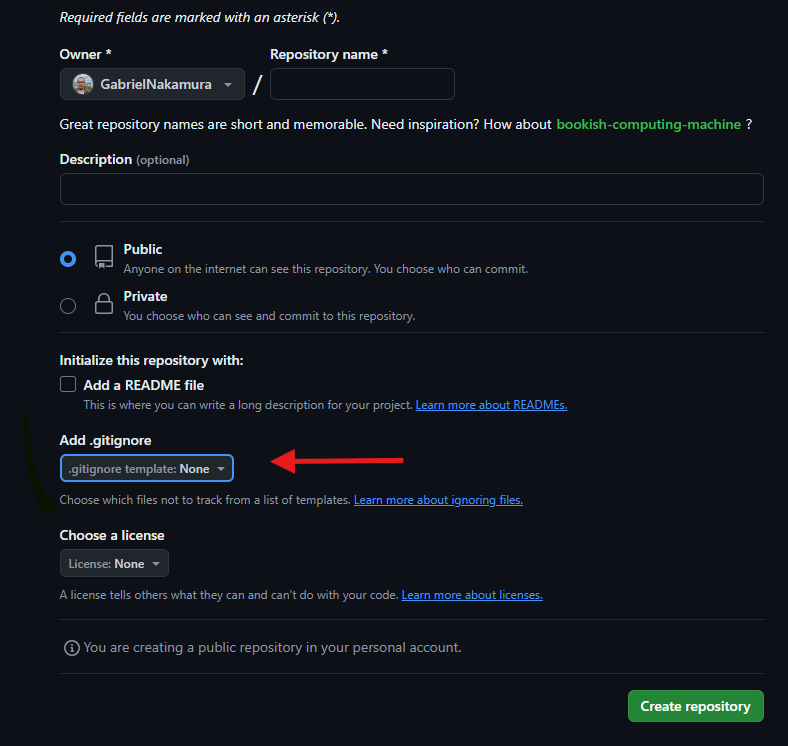 Required fields are marked with an asterisk (*).
Owner * Repository name *
GabrielNakamura /
Great repository names are short and memorable. Need inspiration? How about bookish-computing-machine ?
Description (optional)
Public
Anyone on the internet can see this repository. You choose who can commit.
Private
You choose who can see and commit to this repository.
Initialize this repository with:
Add a README file
This is where you can write a long description for your project. Learn more about READMEs.
Add .gitignore
.gitignore template: None
Choose which files not to track from a list of templates. Learn more about ignoring files.
Choose a license
License: None
A license tells others what they can and can't do with your code. Learn more about licenses.
You are creating a public repository in your personal account.
Create repository